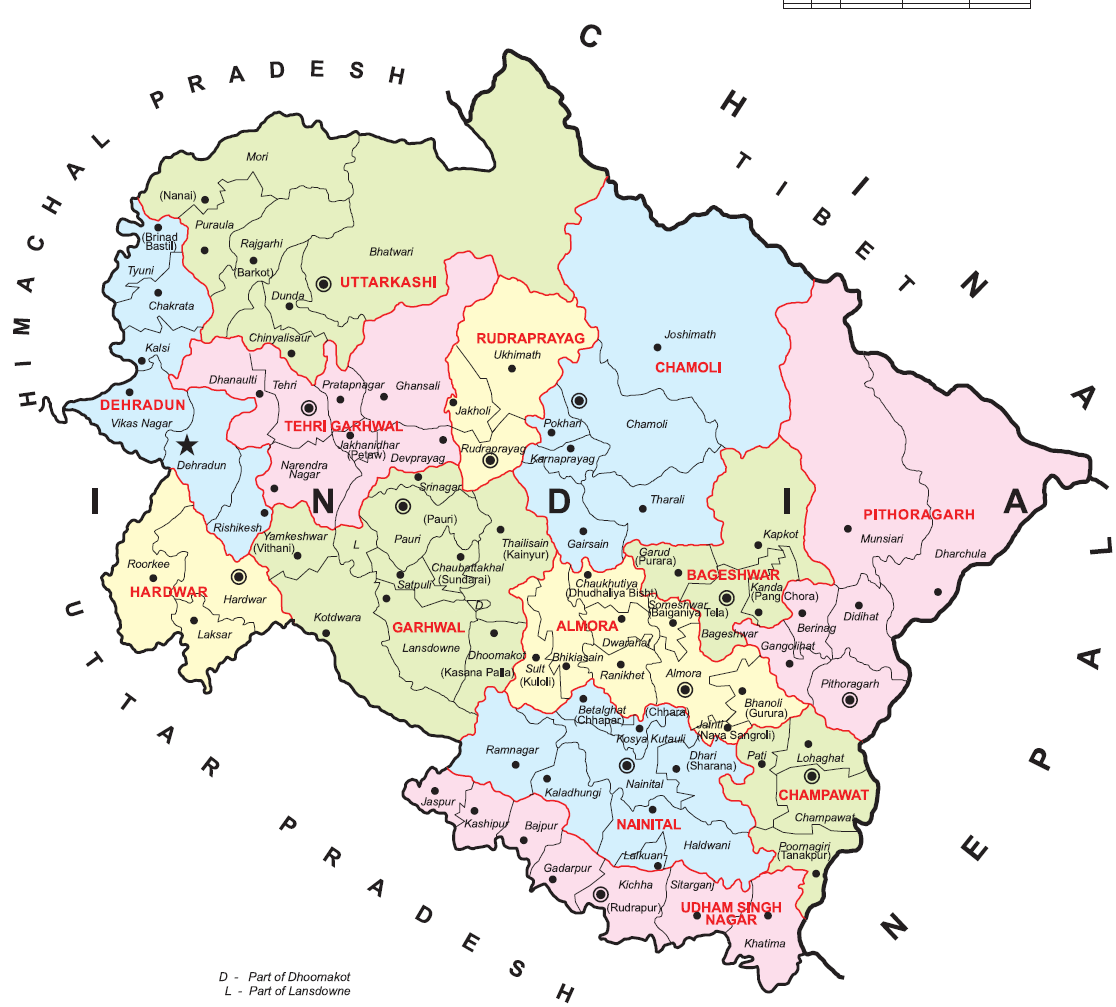 HIMACHAL PRADESH
CHINA
TIBET
NEPAL
UTTAR PRADESH
INDIA
Mori
(Nanai)
Puraula
Rajgarhi
(Barkot)
Bhatwari
UTTARKASHI
Dunda
Chinyalisaur
(Brinad
Bastil)
Tyuni
Chakrata
Kalsi
DEHRADUN
Vikas Nagar
Dehradun
Rishikesh
Dhanaulti
Tehri
Pratapnagar
Ghansali
TEHRI GARHWAL
Jakhanidhar
Devprayag
Narendra
Nagar
RUDRAPRAYAG
Ukhimath
Jakholi
Rudraprayag
Joshimath
CHAMOLI
Pokhari
Chamoli
Karnaprayag
Tharali
Gairsain
PITHORAGARH
Munsiari
Dharchula
Didihat
Berinag
Gangolihat
Pithoragarh
Kapkot
Garud
(Purara)
BAGESHWAR
Kanda
(Pang Chora)
Bageshwar
Srinagar
(Pauri)
Pauri
L
Yamkeshwar
(Vithani)
Thailisain
(Kainyur)
Chaubattakhal
(Sundarai)
Satpuli
D
Kotdwara
GARHWAL
Lansdowne
Dhoomakot
(Kasana Palla)
Roorkee
HARDWAR
Hardwar
Laksar
Chaukhutiya
(Dhudhaliya Bisht)
Someshwar
(Baiganiya Tela)
ALMORA
Dwarahat
Bhikiasain
Ranikhet
Sult
(Kuloli)
Almora
Bhanoli
(Gurura)
Jainti
(Naya Sangroli)
Betalghat
(Chhapar)
(Chhara)
Kosya Kutauli
Ramnagar
Dhari
(Sharana)
Nainital
Kaladhungi
NAINITAL
Haldwani
Lalkuan
Pati
Lohaghat
CHAMPAWAT
Champawat
Poornagiri
(Tanakpur)
Jaspur
Kashipur
Bajpur
Gadarpur
Kichha
(Rudrapur)
Sitarganj
UDHAM SINGH
NAGAR
Khatima
D - Part of Dhoomakot
L - Part of Lansdowne